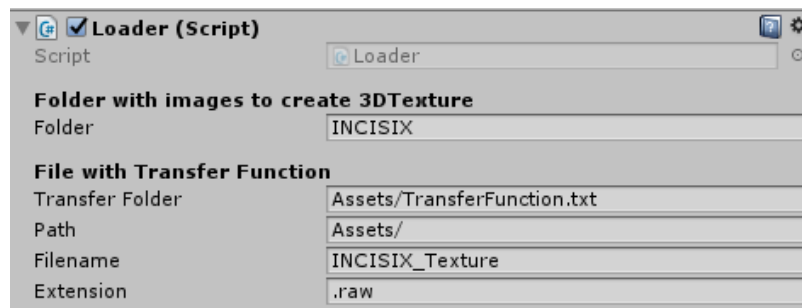 Loader (Script)
Script Loader
Folder with images to create 3DTexture
Folder INCISIX
File with Transfer Function
Transfer Folder Assets/TransferFunction.txt
Path Assets/
Filename INCISIX_Texture
Extension .raw